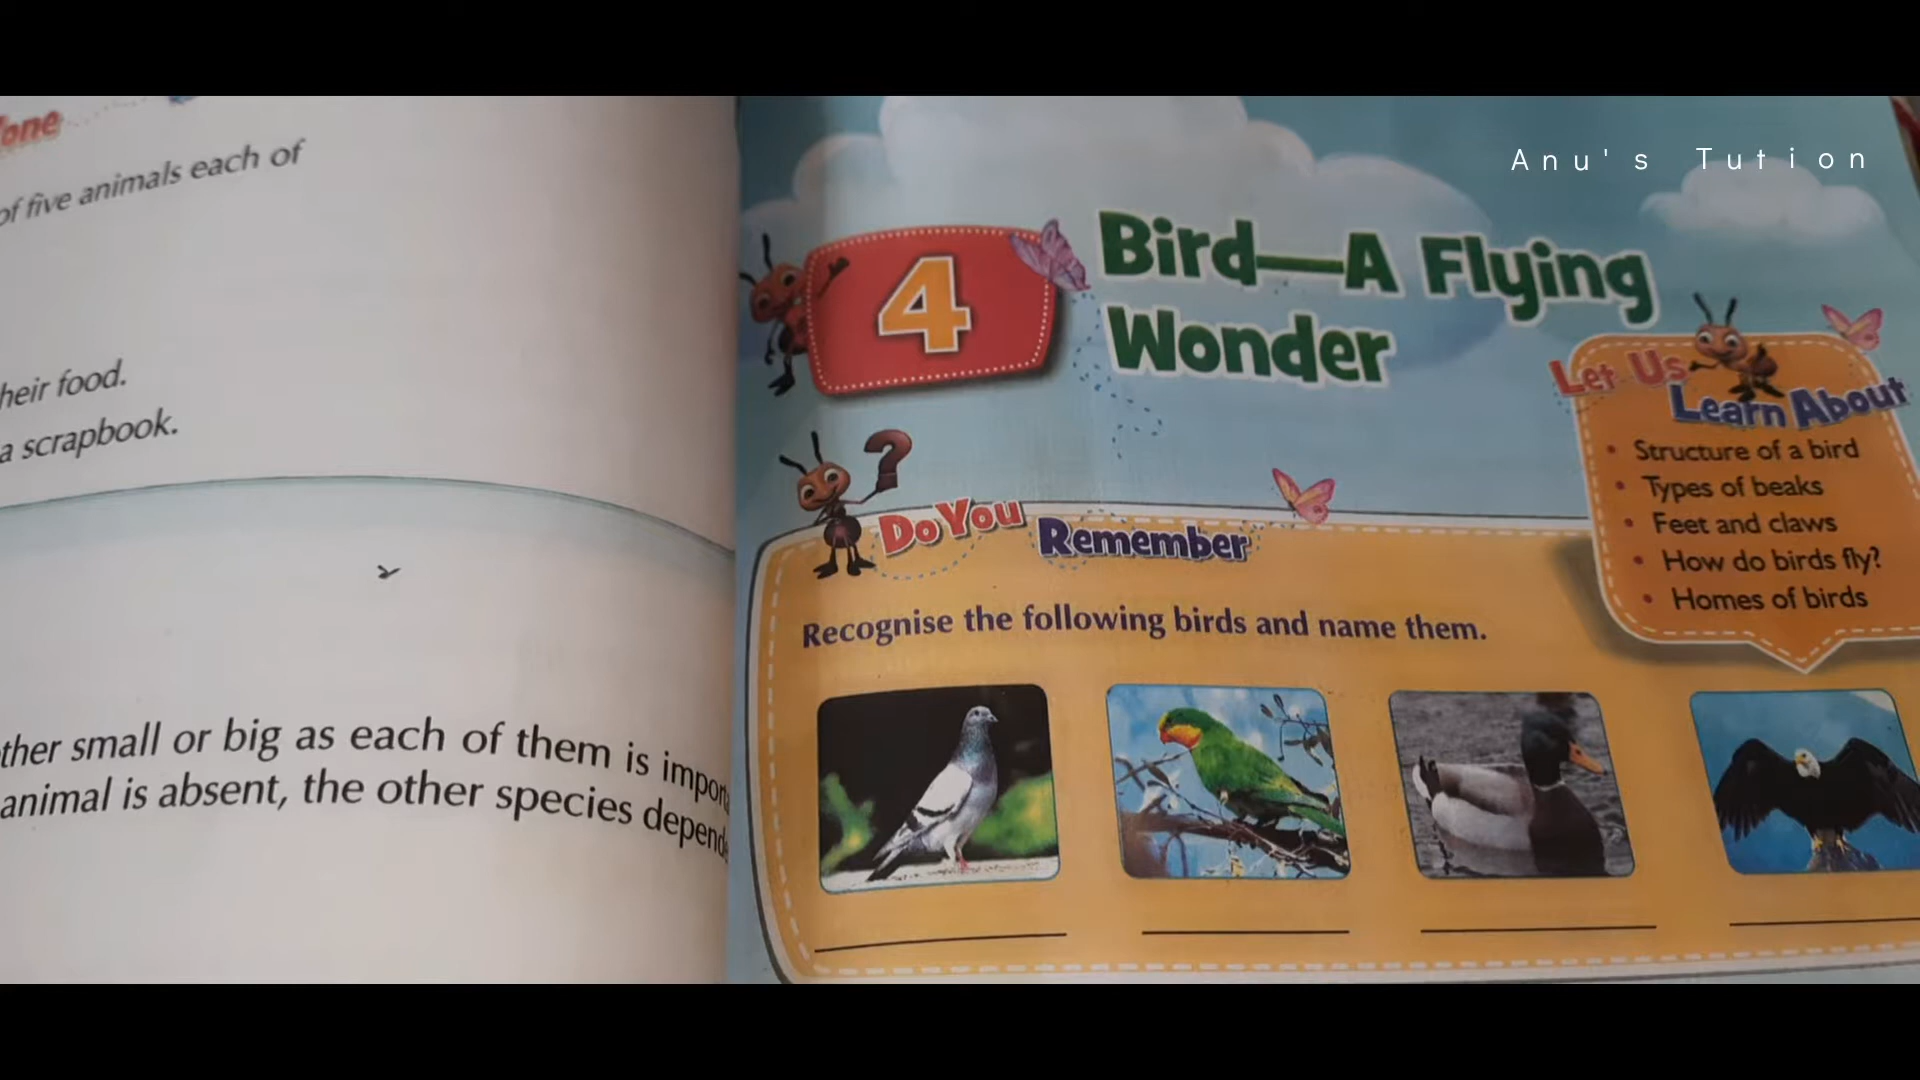 of five animals each of
heir food.
a scrapbook.
ther small or big as each of them is import
animal is absent, the other species depend
Anu's Tution
4
Bird—A Flying
Wonder
Let Us
Learn About
• Structure of a bird
• Types of beaks
• Feet and claws
• How do birds fly?
• Homes of birds
?
Do You Remember
Recognise the following birds and name them.